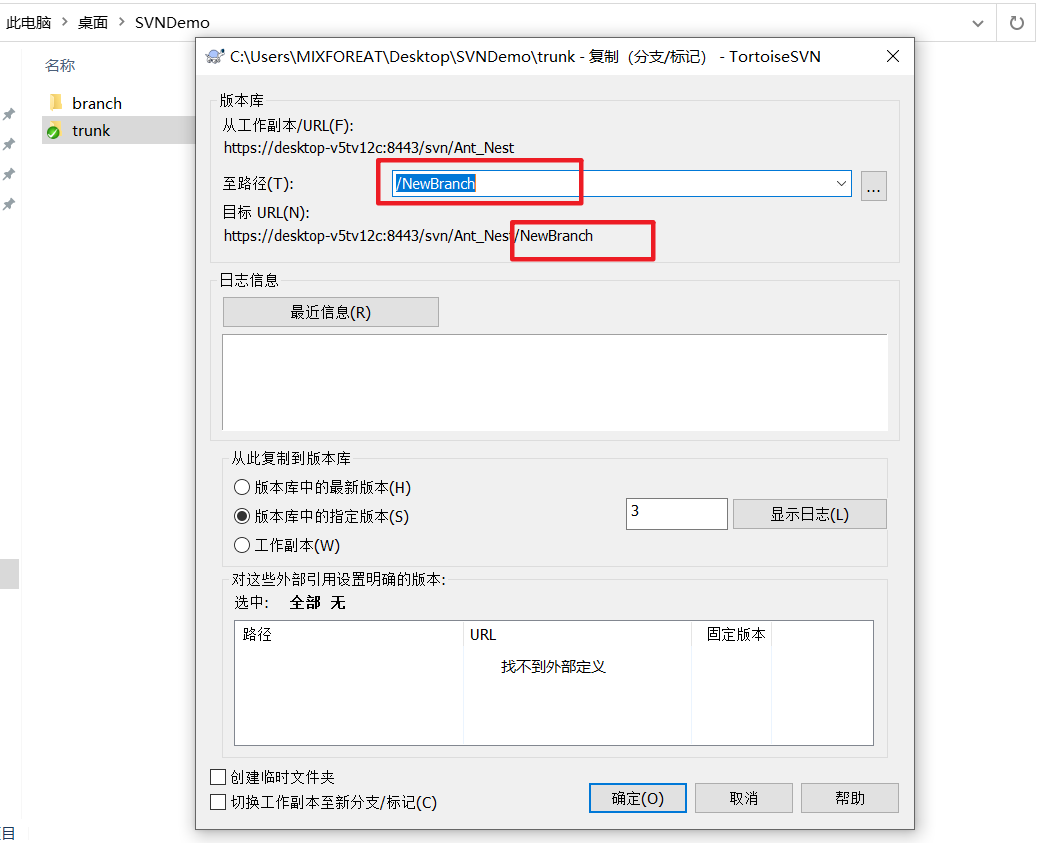 此电脑 > 桌面 > SVNDemo
名称
branch
trunk
C:\Users\MIXFOREAT\Desktop\SVNDemo\trunk - 复制（分支/标记） - TortoiseSVN
版本库
从工作副本/URL(F):
https://desktop-v5tv12c:8443/svn/Ant_Nest
至路径(T):
/NewBranch
...
目标 URL(N):
https://desktop-v5tv12c:8443/svn/Ant_Nest/NewBranch
日志信息
最近信息(R)
从此复制到版本库
版本库中的最新版本(H)
版本库中的指定版本(S)
3
显示日志(L)
工作副本(W)
对这些外部引用设置明确的版本:
选中: 全部 无
路径 URL 固定版本
找不到外部定义
创建临时文件夹
切换工作副本至新分支/标记(C)
确定(O) 取消 帮助
目